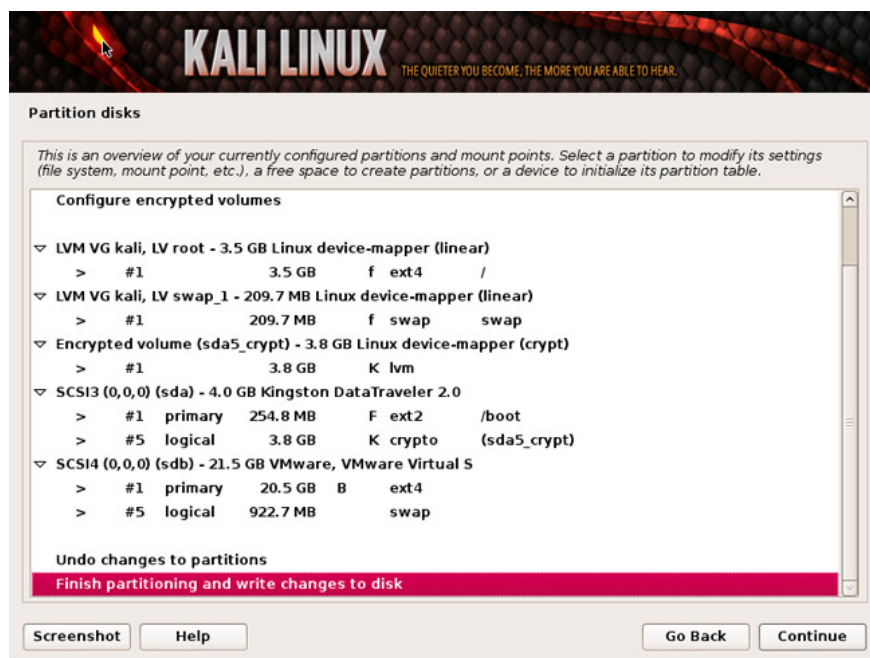 KALI LINUX THE QUIETER YOU BECOME, THE MORE YOU ARE ABLE TO HEAR.
Partition disks
This is an overview of your currently configured partitions and mount points. Select a partition to modify its settings
(file system, mount point, etc.), a free space to create partitions, or a device to initialize its partition table.
Configure encrypted volumes
LVM VG kali, LV root - 3.5 GB Linux device-mapper (linear)
> #1 3.5 GB f ext4 /
LVM VG kali, LV swap_1 - 209.7 MB Linux device-mapper (linear)
> #1 209.7 MB f swap swap
Encrypted volume (sda5_crypt) - 3.8 GB Linux device-mapper (crypt)
> #1 3.8 GB K lvm
SCSI3 (0,0,0) (sda) - 4.0 GB Kingston DataTraveler 2.0
> #1 primary 254.8 MB F ext2 /boot
> #5 logical 3.8 GB K crypto (sda5_crypt)
SCSI4 (0,0,0) (sdb) - 21.5 GB VMware, VMware Virtual S
> #1 primary 20.5 GB B ext4
> #5 logical 922.7 MB swap
Undo changes to partitions
Finish partitioning and write changes to disk
Screenshot Help Go Back Continue